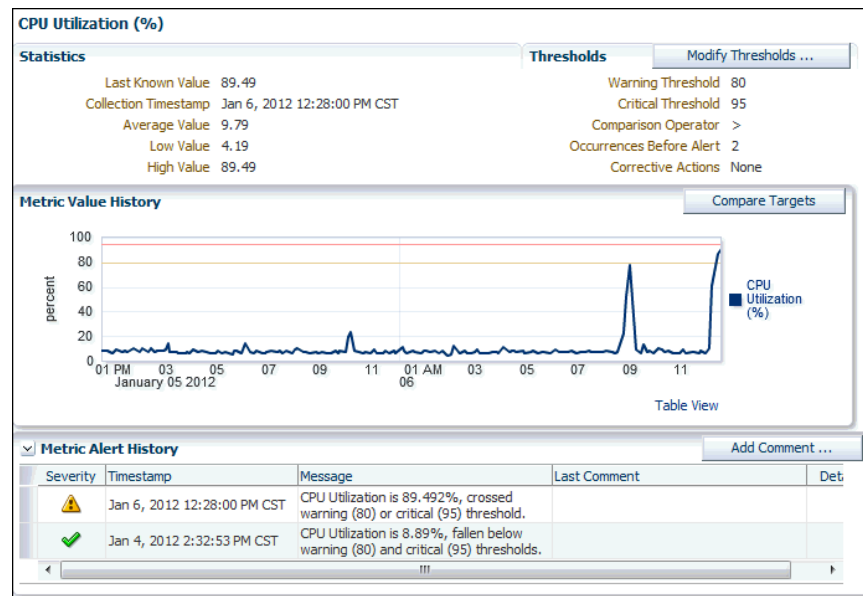 CPU Utilization (%)
Statistics
Last Known Value 89.49
Collection Timestamp Jan 6, 2012 12:28:00 PM CST
Average Value 9.79
Low Value 4.19
High Value 89.49
Thresholds
Modify Thresholds ...
Warning Threshold 80
Critical Threshold 95
Comparison Operator >
Occurrences Before Alert 2
Corrective Actions None
Metric Value History
Compare Targets
percent
100
80
60
40
20
0
01 PM 03 05 07 09 11 01 AM 03 05 07 09 11
January 05 2012 06
CPU
Utilization
(%)
Table View
Metric Alert History
Add Comment ...
Severity Timestamp Message Last Comment Det
Jan 6, 2012 12:28:00 PM CST
CPU Utilization is 89.492%, crossed
warning (80) or critical (95) threshold.
Jan 4, 2012 2:32:53 PM CST
CPU Utilization is 8.89%, fallen below
warning (80) and critical (95) thresholds.